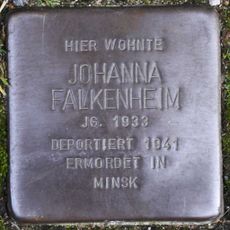 HIER WOHNTE
JOHANNA
FALKENHEIM
JG. 1933
DEPORTIERT 1941
ERMORDET IN
MINSK